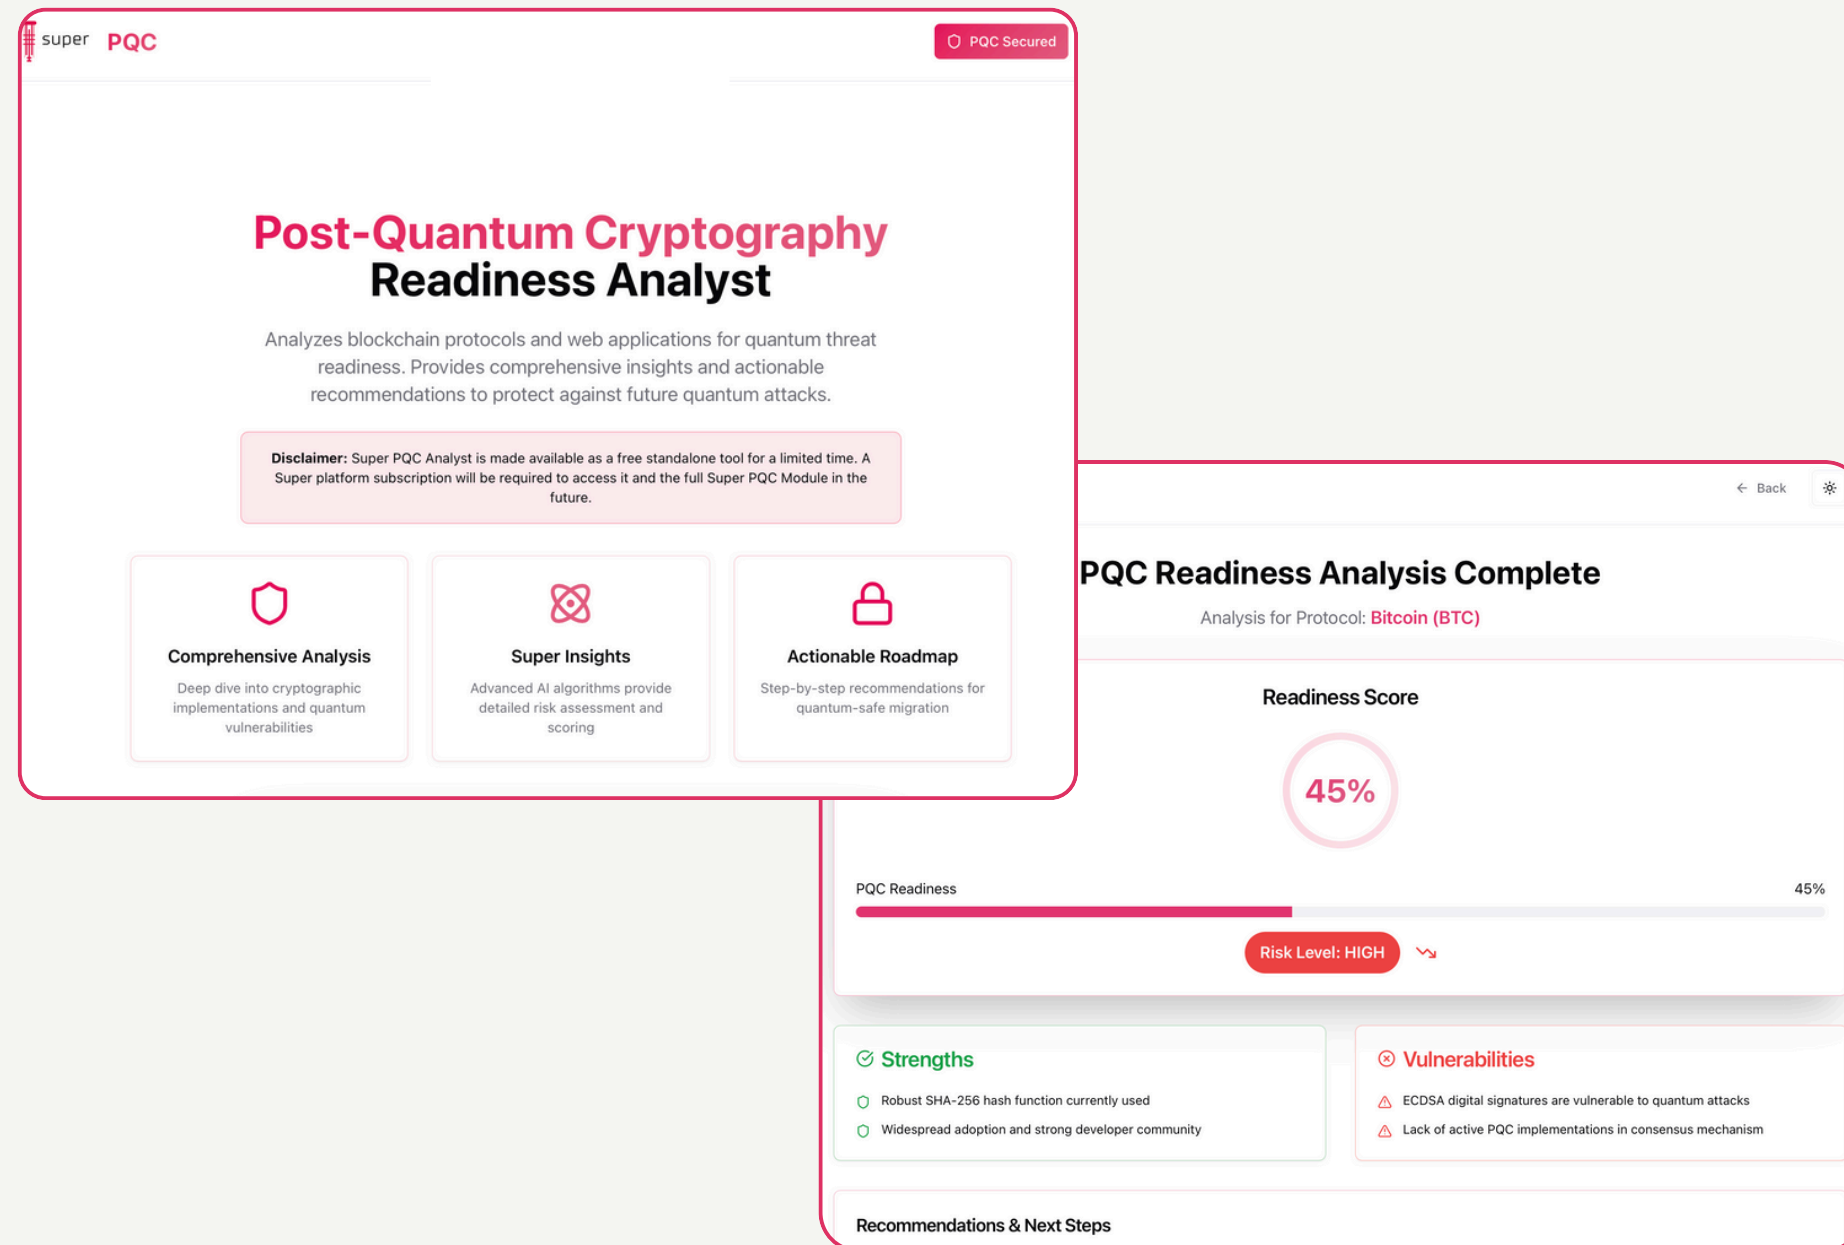 super PQC
PQC Secured
Post-Quantum Cryptography
Readiness Analyst
Analyzes blockchain protocols and web applications for quantum threat
readiness. Provides comprehensive insights and actionable
recommendations to protect against future quantum attacks.
Disclaimer: Super PQC Analyst is made available as a free standalone tool for a limited time. A
Super platform subscription will be required to access it and the full Super PQC Module in the
future.
Comprehensive Analysis
Deep dive into cryptographic
implementations and quantum
vulnerabilities
Super Insights
Advanced AI algorithms provide
detailed risk assessment and
scoring
Actionable Roadmap
Step-by-step recommendations for
quantum-safe migration
Back
PQC Readiness Analysis Complete
Analysis for Protocol: Bitcoin (BTC)
Readiness Score
45%
PQC Readiness
45%
Risk Level: HIGH
Strengths
Robust SHA-256 hash function currently used
Widespread adoption and strong developer community
Vulnerabilities
ECDSA digital signatures are vulnerable to quantum attacks
Lack of active PQC implementations in consensus mechanism
Recommendations & Next Steps